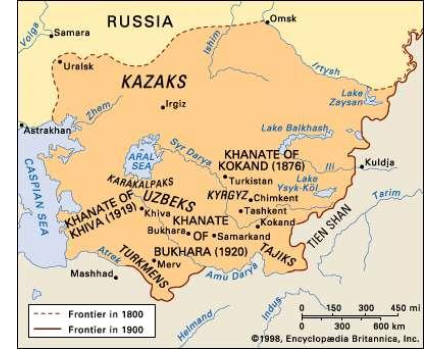 RUSSIA
Omsk
Volga
Samara
Ishim
Uralsk
KAZAKS
Irtysh
Lake
Zaysan
Zhem
Irgiz
Astrakhan
Lake Balkhash
ARAL
SEA
Syr Darya
KHANATE OF
KOKAND (1876)
Ili
Kuldja
CASPIAN SEA
KARAKALPAKS
Turkistan
Lake
Ysyk-Köl
KHANATE OF
KHIVA (1919)
UZBEKS
KYRGYZ
Chimkent
Tarim
Khiva
KHANATE
OF
BUKHARA (1920)
Tashkent
Kokand
Bukhara
Samarkand
TIEN SHAN
Atrek
TURKMENS
TAJIKS
Mashhad
Merv
Amu Darya
Helmand
Indus
Frontier in 1800
Frontier in 1900
0 150 300 450 mi
0 300 600 km
©1998, Encyclopædia Britannica, Inc.